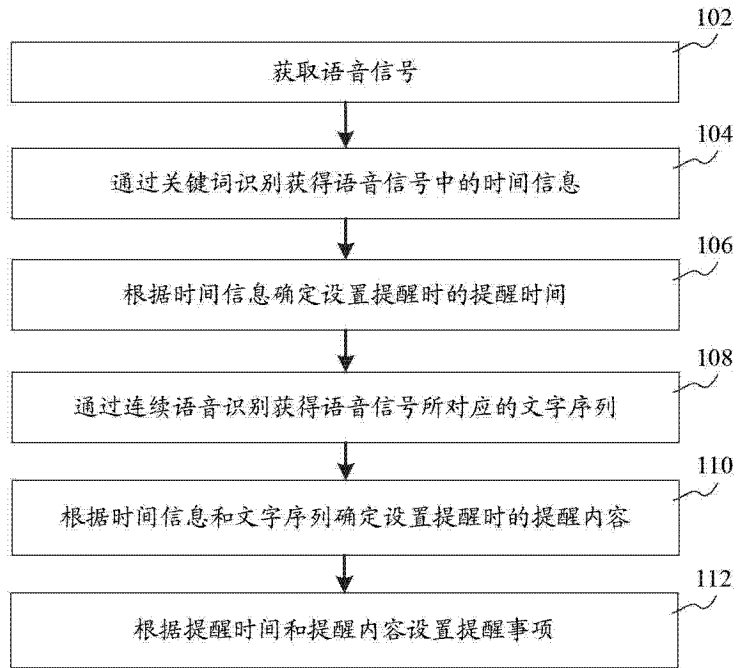 102
获取语音信号
104
通过关键词识别获得语音信号中的时间信息
106
根据时间信息确定设置提醒时的提醒时间
108
通过连续语音识别获得语音信号所对应的文字序列
110
根据时间信息和文字序列确定设置提醒时的提醒内容
112
根据提醒时间和提醒内容设置提醒事项